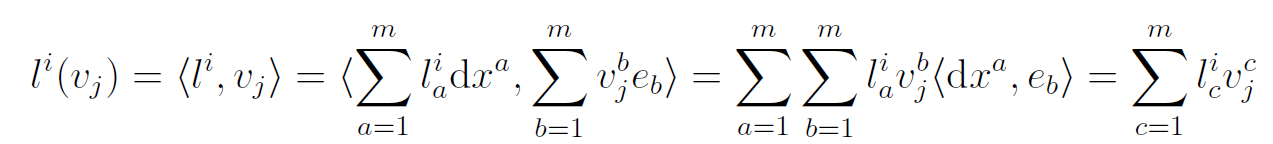 $l^i(v_j) = \langle l^i, v_j \rangle = \langle \sum_{a=1}^{m} l^i_a \mathrm{d}x^a, \sum_{b=1}^{m} v^b_j e_b \rangle = \sum_{a=1}^{m} \sum_{b=1}^{m} l^i_a v^b_j \langle \mathrm{d}x^a, e_b \rangle = \sum_{c=1}^{m} l^i_c v^c_j$